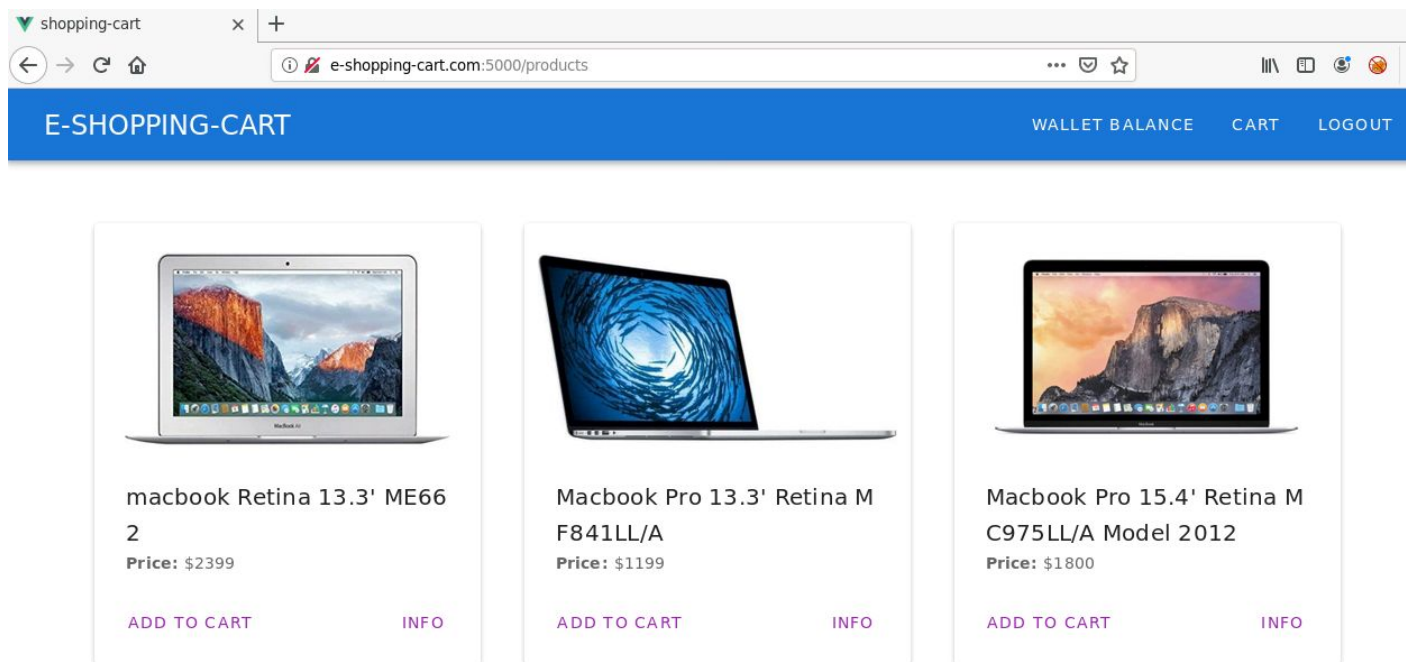 shopping-cart
e-shopping-cart.com:5000/products
E-SHOPPING-CART
WALLET BALANCE CART LOGOUT
macbook Retina 13.3' ME66
2
Price: $2399
ADD TO CART INFO
Macbook Pro 13.3' Retina M
F841LL/A
Price: $1199
ADD TO CART INFO
Macbook Pro 15.4' Retina M
C975LL/A Model 2012
Price: $1800
ADD TO CART INFO